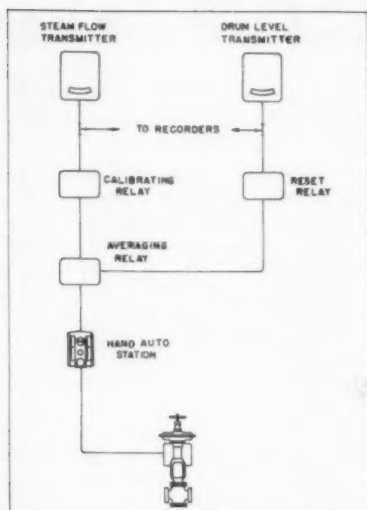 STEAM FLOW
TRANSMITTER
DRUM LEVEL
TRANSMITTER
TO RECORDERS
CALIBRATING
RELAY
RESET
RELAY
AVERAGING
RELAY
HAND AUTO
STATION